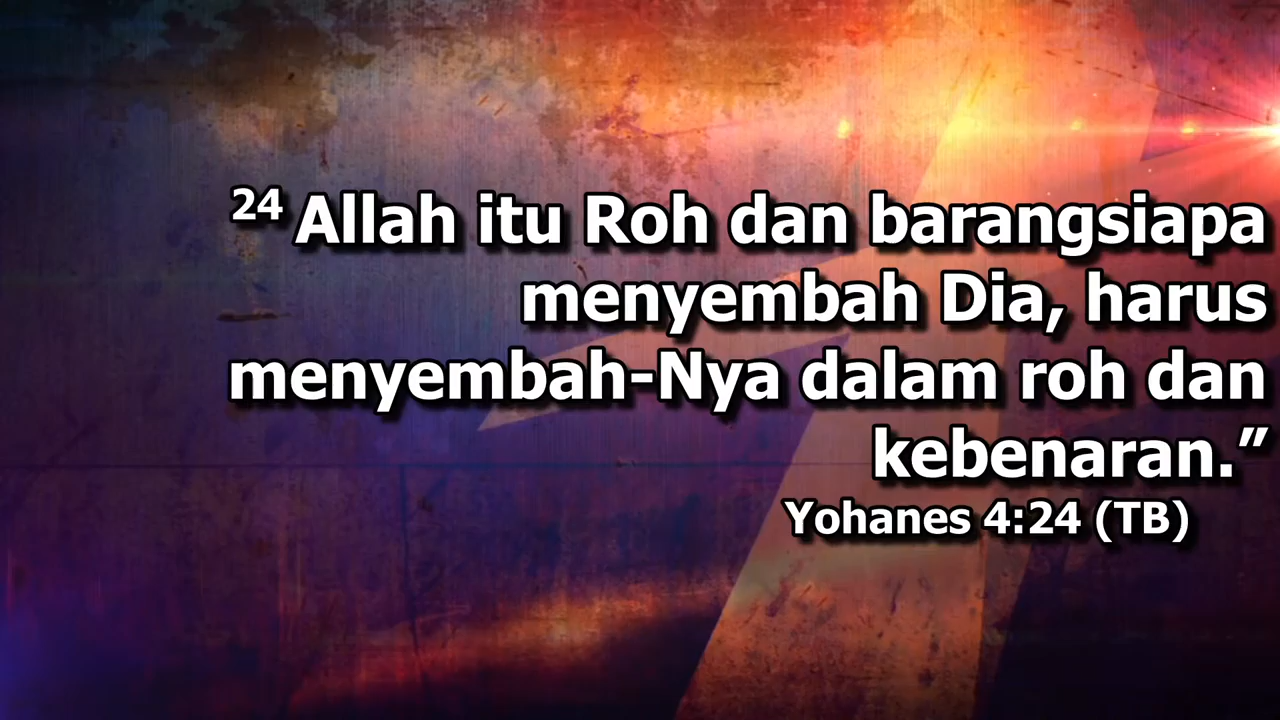 24 Allah itu Roh dan barangsiapa
menyembah Dia, harus
menyembah-Nya dalam roh dan
kebenaran.”
Yohanes 4:24 (TB)